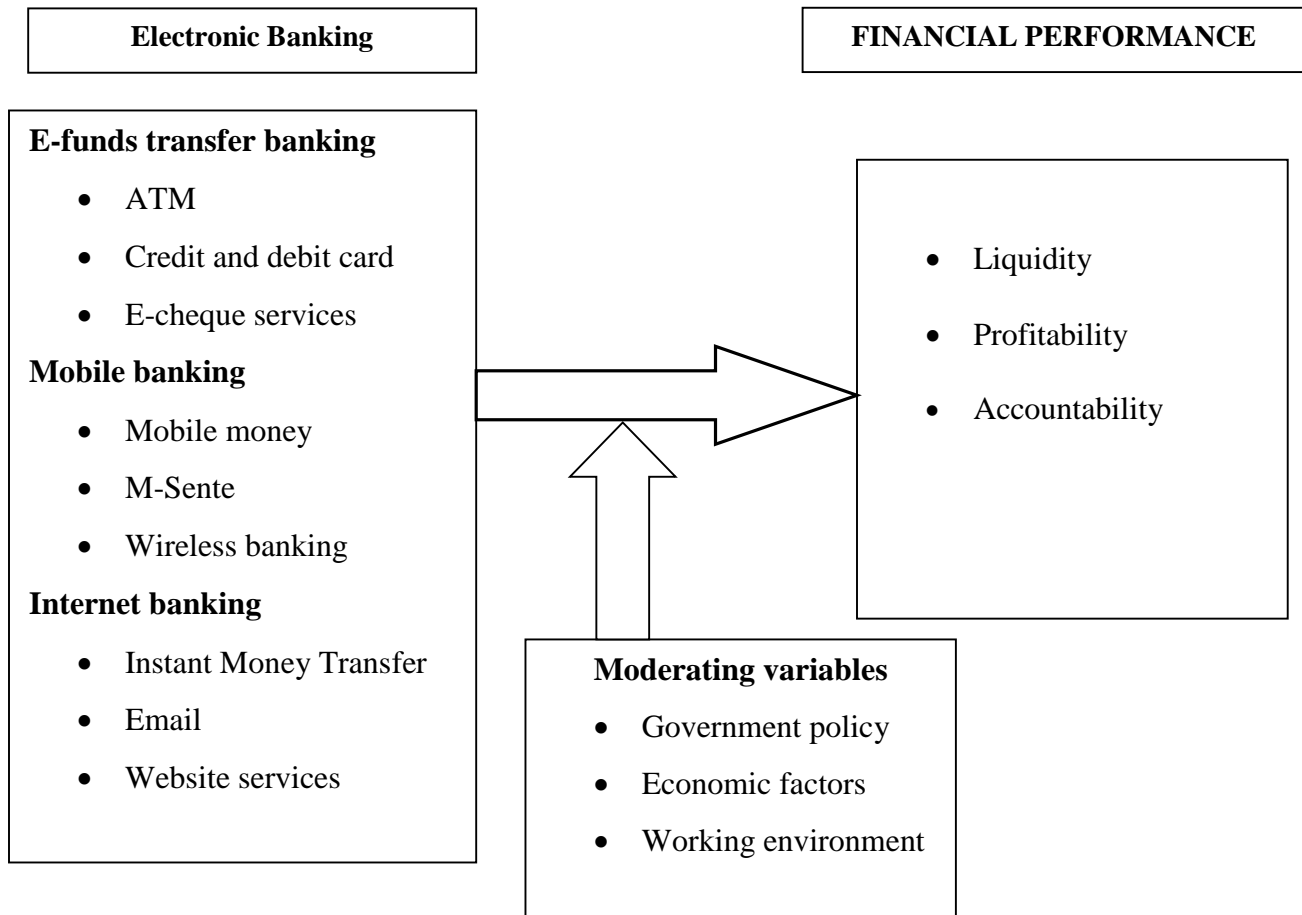 Electronic Banking
FINANCIAL PERFORMANCE
E-funds transfer banking
• ATM
• Credit and debit card
• E-cheque services
Mobile banking
• Mobile money
• M-Sente
• Wireless banking
Internet banking
• Instant Money Transfer
• Email
• Website services
• Liquidity
• Profitability
• Accountability
Moderating variables
• Government policy
• Economic factors
• Working environment